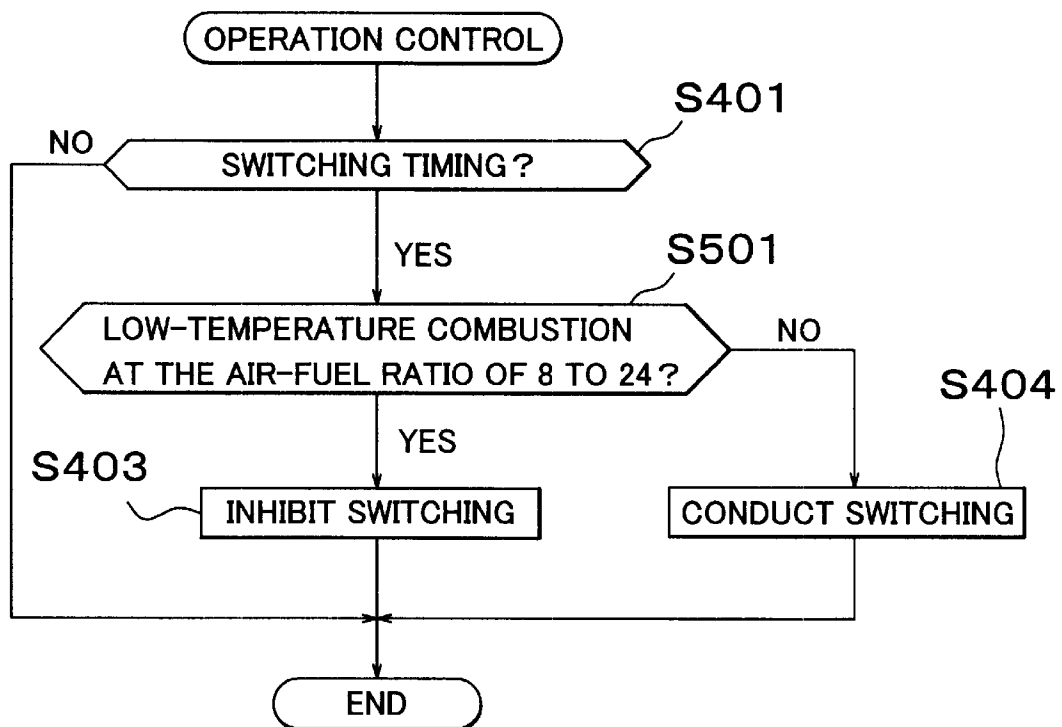 OPERATION CONTROL
S401
NO
SWITCHING TIMING?
YES
S501
LOW-TEMPERATURE COMBUSTION
AT THE AIR-FUEL RATIO OF 8 TO 24?
NO
S404
YES
S403
INHIBIT SWITCHING
CONDUCT SWITCHING
END